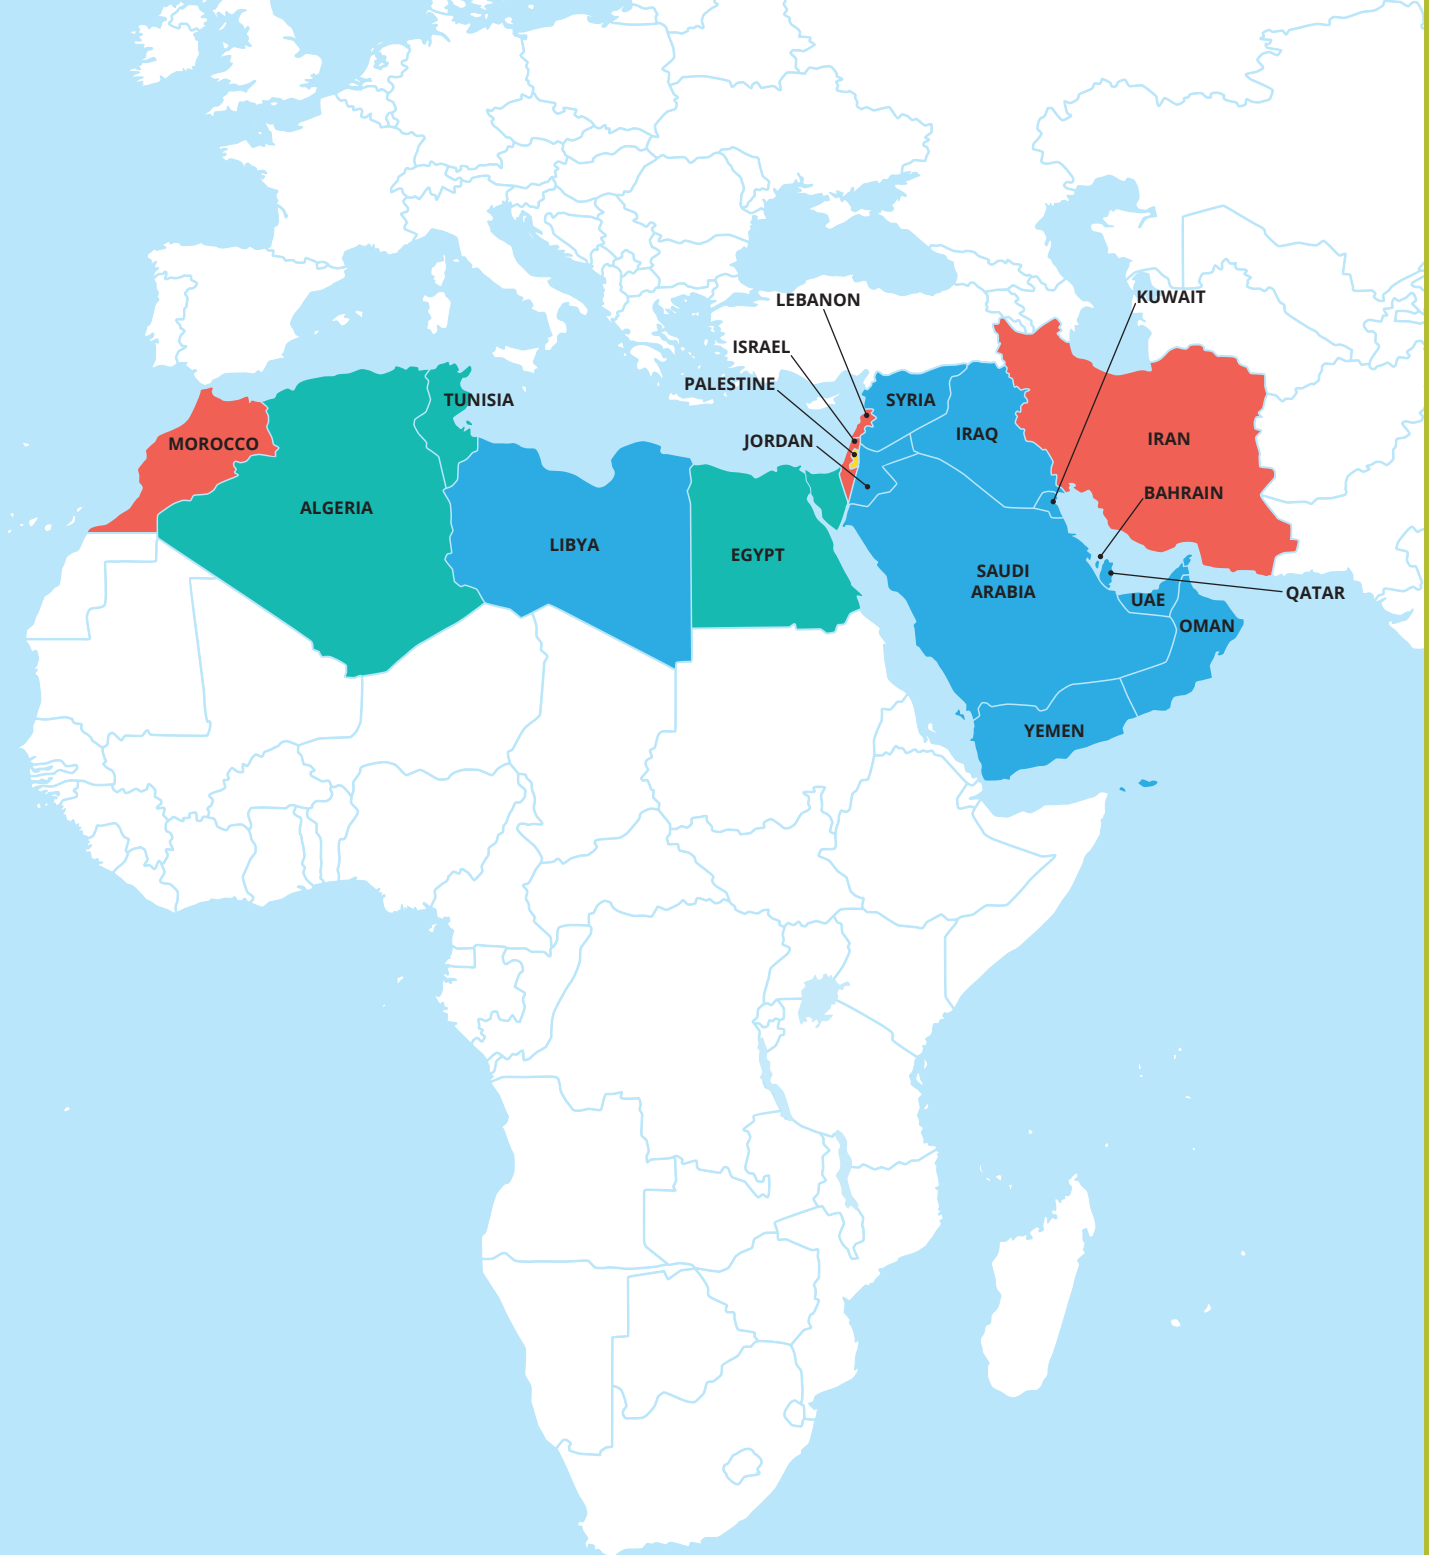 LEBANON
KUWAIT
ISRAEL
PALESTINE
TUNISIA
SYRIA
MOROCCO
JORDAN
IRAQ
IRAN
BAHRAIN
ALGERIA
LIBYA
EGYPT
SAUDI
ARABIA
UAE
QATAR
OMAN
YEMEN